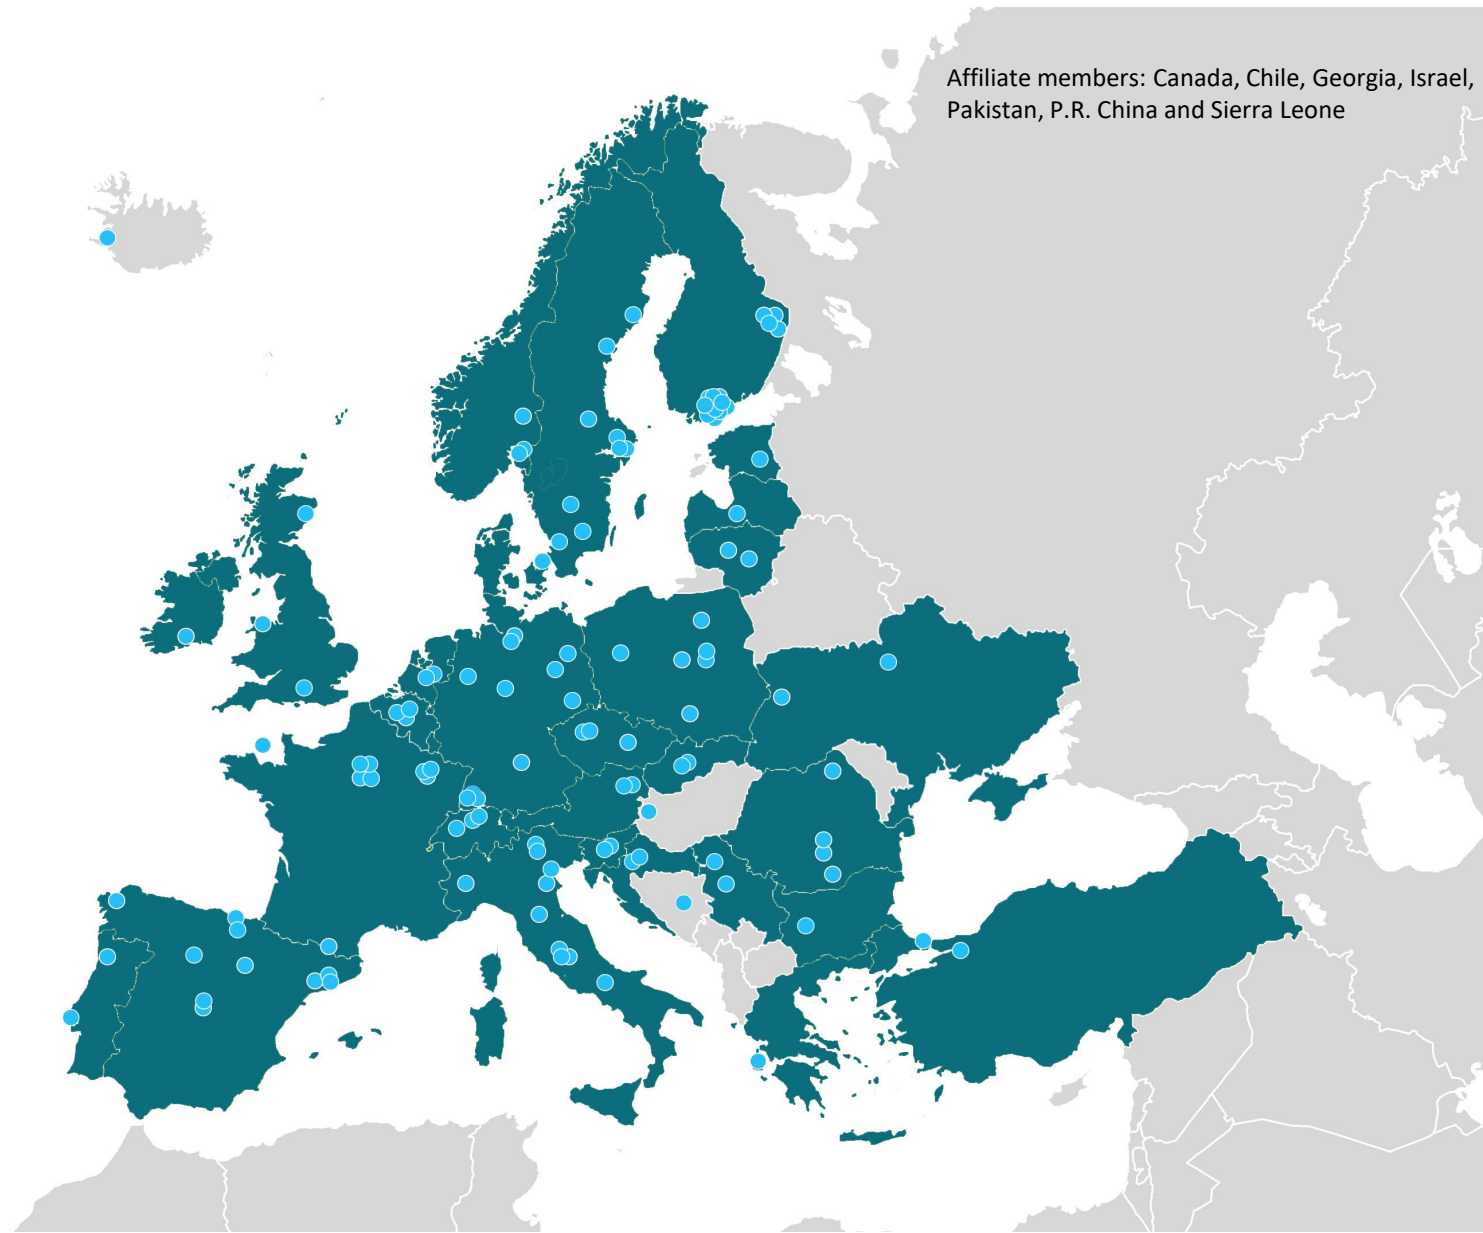 Affiliate members: Canada, Chile, Georgia, Israel,
Pakistan, P.R. China and Sierra Leone